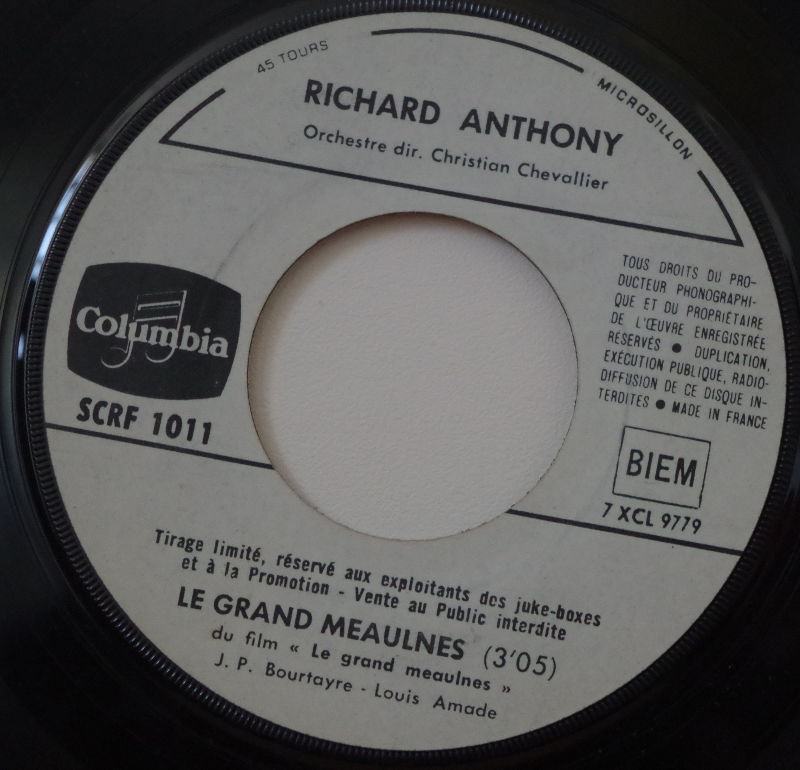 45 TOURS
MICROSILLON
RICHARD ANTHONY
Orchestre dir. Christian Chevallier
Columbia
SCRF 1011
TOUS DROITS DU PRO-
DUCTEUR PHONOGRAPHI-
QUE ET DU PROPRIÉTAIRE
DE L'ŒUVRE ENREGISTRÉE
RÉSERVÉS ● DUPLICATION,
EXÉCUTION PUBLIQUE, RADIO-
DIFFUSION DE CE DISQUE IN-
TERDITES ● MADE IN FRANCE
BIEM
7 XCL 9779
Tirage limité, réservé aux exploitants des juke-boxes
et à la Promotion - Vente au Public interdite
LE GRAND MEAULNES (3'05)
du film « Le grand meaulnes »
J. P. Bourtayre - Louis Amade